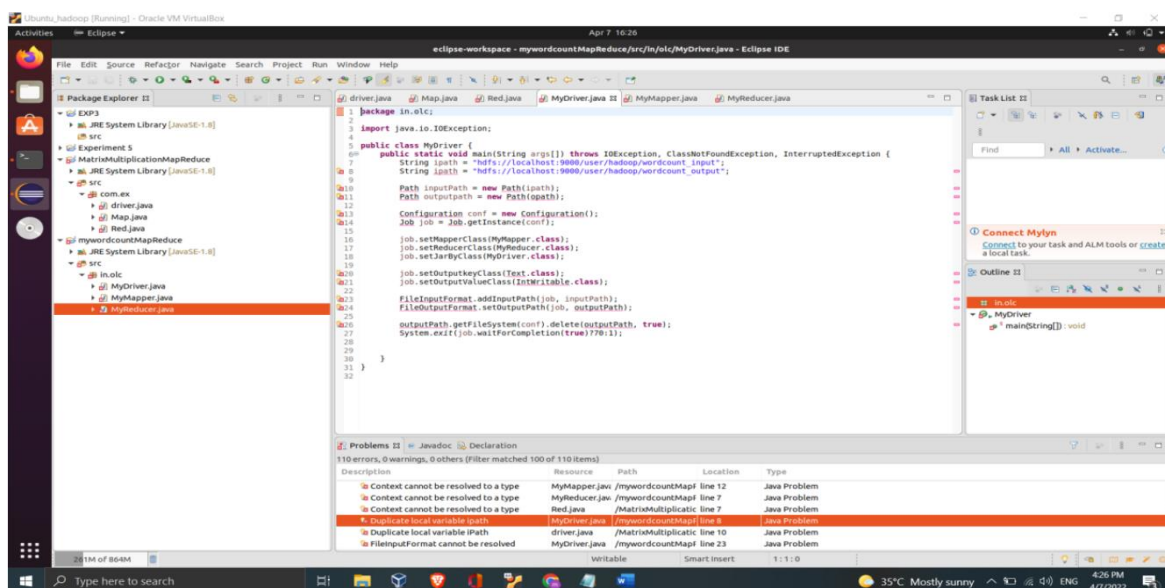 Ubuntu_hadoop [Running] - Oracle VM VirtualBox
Activities Eclipse Apr 7 16:26
eclipse-workspace - mywordcountMapReduce/src/in/olc/MyDriver.java - Eclipse IDE
File Edit Source Refactor Navigate Search Project Run Window Help
Package Explorer
EXP3
JRE System Library [JavaSE-1.8]
src
Experiment 5
MatrixMultiplicationMapReduce
JRE System Library [JavaSE-1.8]
src
com.ex
driver.java
Map.java
Red.java
mywordcountMapReduce
JRE System Library [JavaSE-1.8]
src
in.olc
MyDriver.java
MyMapper.java
MyReducer.java
driver.java Map.java Red.java MyDriver.java MyMapper.java MyReducer.java
1 package in.olc;
2
3 import java.io.IOException;
4
5 public class MyDriver {
6 public static void main(String args[]) throws IOException, ClassNotFoundException, InterruptedException {
7 String ipath = "hdfs://localhost:9000/user/hadoop/wordcount_input";
8 String ipath = "hdfs://localhost:9000/user/hadoop/wordcount_output";
9
10 Path inputPath = new Path(ipath);
11 Path outputpath = new Path(opath);
12
13 Configuration conf = new Configuration();
14 Job job = Job.getInstance(conf);
15
16 job.setMapperClass(MyMapper.class);
17 job.setReducerClass(MyReducer.class);
18 job.setJarByClass(MyDriver.class);
19
20 job.setOutputkeyClass(Text.class);
21 job.setOutputValueClass(IntWritable.class);
22
23 FileInputFormat.addInputPath(job, inputPath);
24 FileOutputFormat.setOutputPath(job, outputPath);
25
26 outputPath.getFileSystem(conf).delete(outputPath, true);
27 System.exit(job.waitForCompletion(true)?70:1);
28
29
30 }
31 }
32
Task List
Find All Activate...
Connect Mylyn
Connect to your task and ALM tools or create
a local task.
Outline
in.olc
MyDriver
main(String[]) : void
Problems Javadoc Declaration
110 errors, 0 warnings, 0 others (Filter matched 100 of 110 items)
Description Resource Path Location Type
Context cannot be resolved to a type MyMapper.java /mywordcountMapF line 12 Java Problem
Context cannot be resolved to a type MyReducer.java /mywordcountMapF line 7 Java Problem
Context cannot be resolved to a type Red.java /MatrixMultiplicatic line 7 Java Problem
Duplicate local variable ipath MyDriver.java /mywordcountMapF line 8 Java Problem
Duplicate local variable iPath driver.java /MatrixMultiplicatic line 10 Java Problem
FileInputFormat cannot be resolved MyDriver.java /mywordcountMapF line 23 Java Problem
261M of 864M Writable Smart Insert 1:1:0
Type here to search 35°C Mostly sunny ENG 4:26 PM
4/7/2022